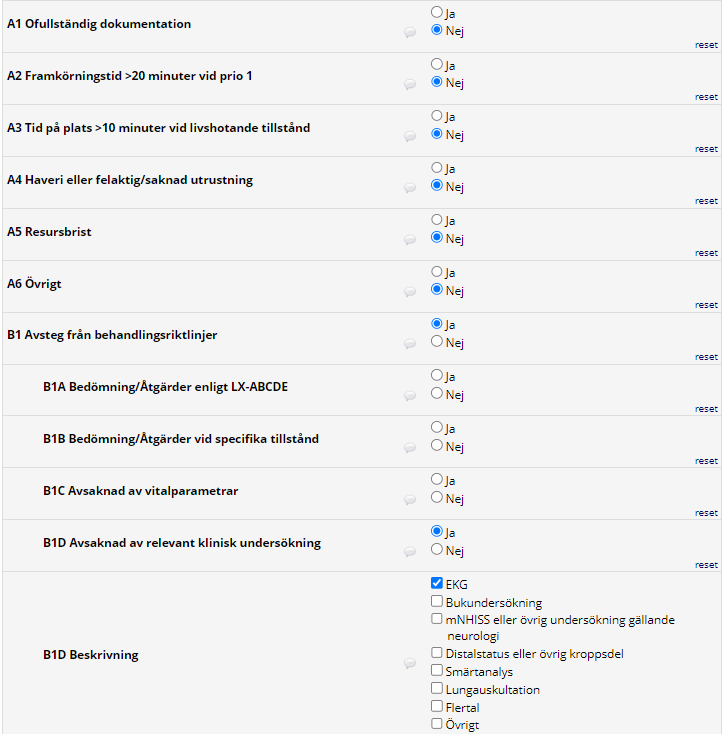 A1 Ofullständig dokumentation
Ja
Nej
reset
A2 Framkörningstid >20 minuter vid prio 1
Ja
Nej
reset
A3 Tid på plats >10 minuter vid livshotande tillstånd
Ja
Nej
reset
A4 Haveri eller felaktig/saknad utrustning
Ja
Nej
reset
A5 Resursbrist
Ja
Nej
reset
A6 Övrigt
Ja
Nej
reset
B1 Avsteg från behandlingsriktlinjer
Ja
Nej
reset
B1A Bedömning/Åtgärder enligt LX-ABCDE
Ja
Nej
reset
B1B Bedömning/Åtgärder vid specifika tillstånd
Ja
Nej
reset
B1C Avsaknad av vitalparametrar
Ja
Nej
reset
B1D Avsaknad av relevant klinisk undersökning
Ja
Nej
reset
B1D Beskrivning
EKG
Bukundersökning
mNHISS eller övrig undersökning gällande
neurologi
Distalstatus eller övrig kroppsdel
Smärtanalys
Lungauskultation
Flertal
Övrigt